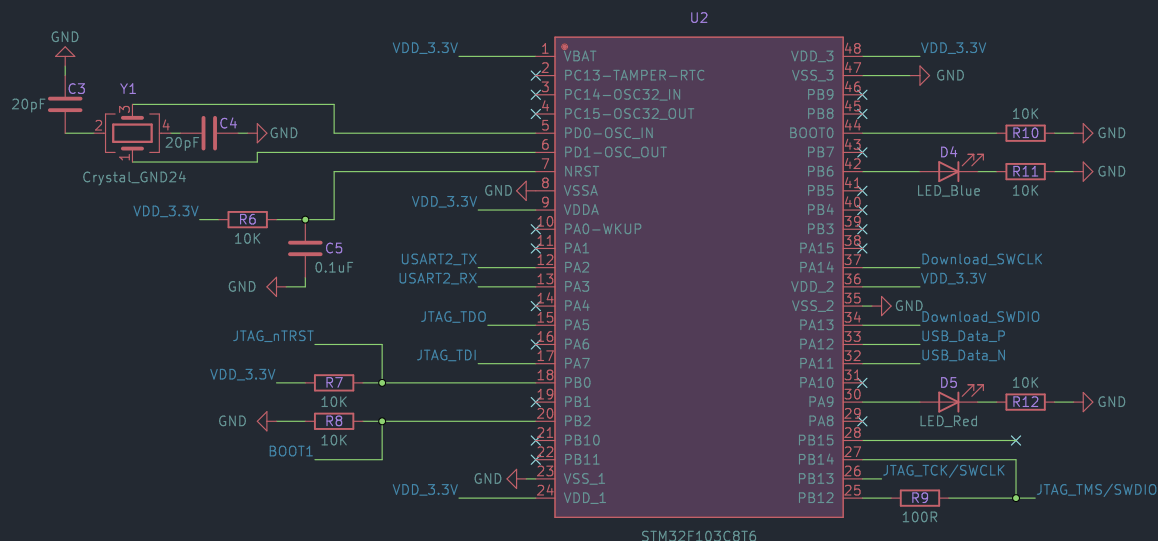 U2
GND
VDD_3.3V
1
VBAT
VDD_3
48
VDD_3.3V
2
PC13-TAMPER-RTC
VSS_3
47
GND
C3
20pF
Y1
3
2
4
1
20pF
C4
GND
Crystal_GND24
3
PC14-OSC32_IN
PB9
46
4
PC15-OSC32_OUT
PB8
45
10K
5
PD0-OSC_IN
BOOT0
44
R10
GND
6
PD1-OSC_OUT
PB7
43
D4
7
NRST
PB6
42
R11
GND
LED_Blue
10K
GND
8
VSSA
PB5
41
VDD_3.3V
9
VDDA
PB4
40
VDD_3.3V
R6
10K
10
PA0-WKUP
PB3
39
C5
0.1uF
GND
11
PA1
PA15
38
USART2_TX
12
PA2
PA14
37
Download_SWCLK
USART2_RX
13
PA3
VDD_2
36
VDD_3.3V
14
PA4
VSS_2
35
GND
JTAG_TDO
15
PA5
PA13
34
Download_SWDIO
JTAG_nTRST
16
PA6
PA12
33
USB_Data_P
JTAG_TDI
17
PA7
PA11
32
USB_Data_N
VDD_3.3V
R7
10K
18
PB0
PA10
31
D5
10K
19
PB1
PA9
30
R12
GND
LED_Red
GND
R8
10K
20
PB2
PA8
29
BOOT1
21
PB10
PB15
28
22
PB11
PB14
27
GND
23
VSS_1
PB13
26
JTAG_TCK/SWCLK
VDD_3.3V
24
VDD_1
PB12
25
R9
100R
JTAG_TMS/SWDIO
STM32F103C8T6